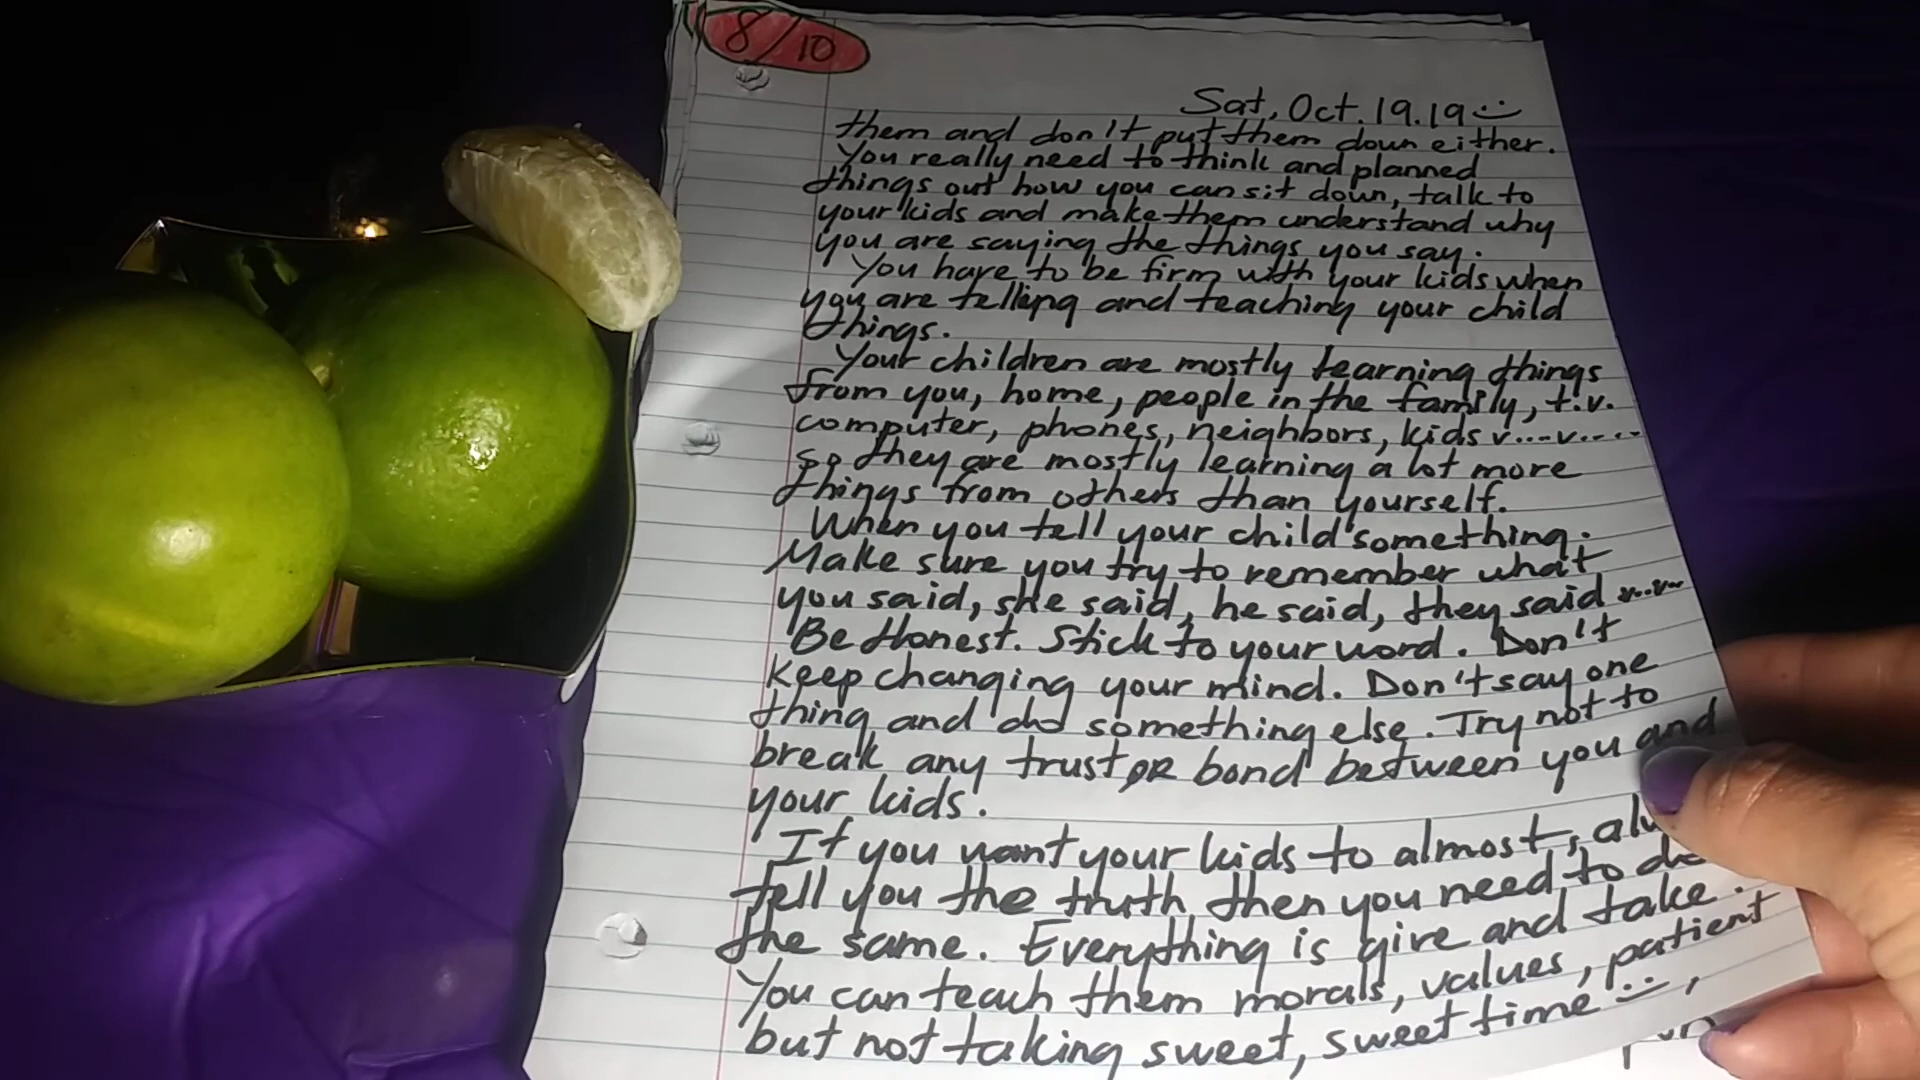 8/10
Sat, Oct. 19. 19
them and don't put them down either.
You really need to think and planned
things out how you can sit down, talk to
your kids and make them understand why
you are saying the things you say.
You have to be firm with your kids when
you are telling and teaching your child
things.
Your children are mostly learning things
from you, home, people in the family, t.v.
computer, phones, neighbors, kids v....v....
so they are mostly learning a lot more
things from others than yourself.
When you tell your child something.
Make sure you try to remember what
you said, she said, he said, they said v..v..
Be Honest. Stick to your word. Don't
keep changing your mind. Don't say one
thing and do something else. Try not to
break any trust OR bond between you and
your kids.
If you want your kids to almost,
tell you the truth then you need to do
the same. Everything is give and take.
You can teach them morals, values, patient
but not taking sweet, sweet time